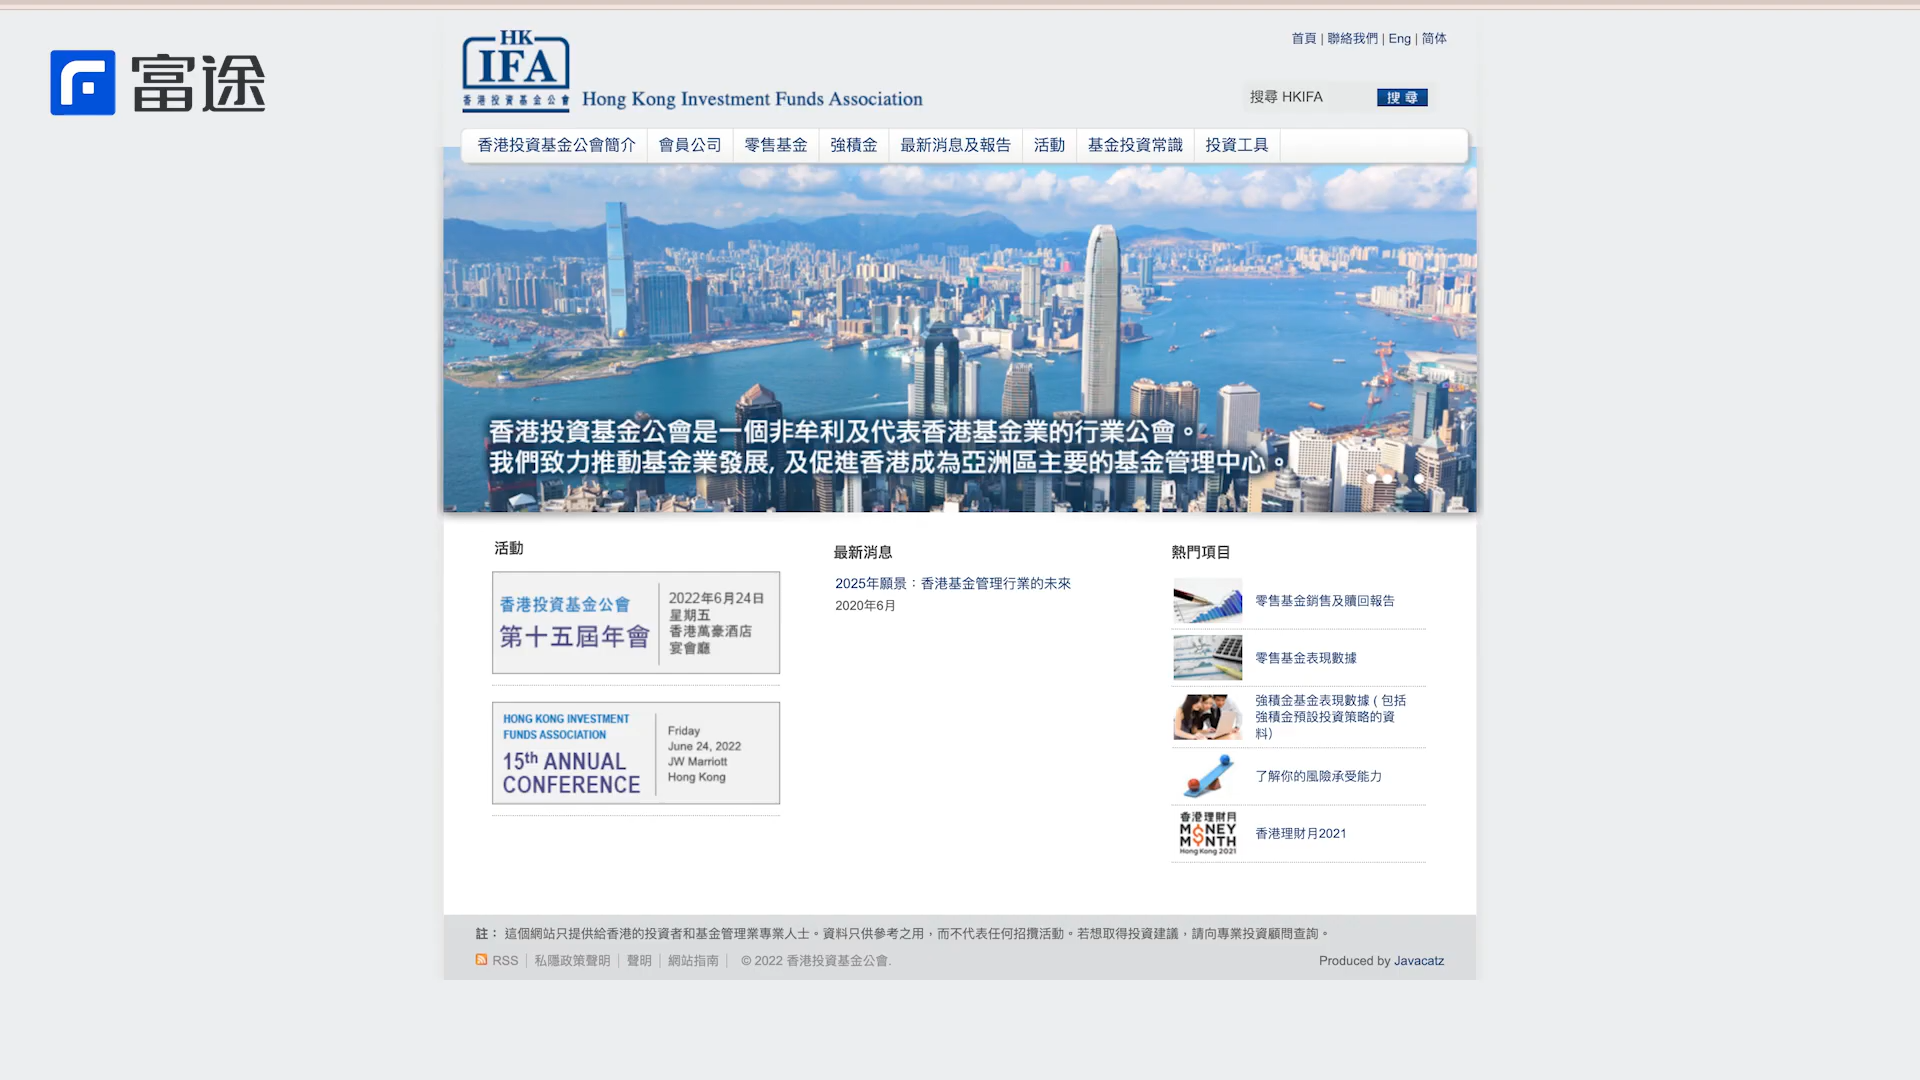 富途
HK
IFA
香港投資基金公會
Hong Kong Investment Funds Association
首頁 | 聯絡我們 | Eng | 简体
搜尋 HKIFA
搜尋
香港投資基金公會簡介
會員公司
零售基金
強積金
最新消息及報告
活動
基金投資常識
投資工具
香港投資基金公會是一個非牟利及代表香港基金業的行業公會。
我們致力推動基金業發展, 及促進香港成為亞洲區主要的基金管理中心。
活動
香港投資基金公會
第十五屆年會
2022年6月24日
星期五
香港萬豪酒店
宴會廳
HONG KONG INVESTMENT
FUNDS ASSOCIATION
15th ANNUAL
CONFERENCE
Friday
June 24, 2022
JW Marriott
Hong Kong
最新消息
2025年願景：香港基金管理行業的未來
2020年6月
熱門項目
零售基金銷售及贖回報告
零售基金表現數據
強積金基金表現數據 ( 包括
強積金預設投資策略的資
料)
了解你的風險承受能力
香港理財月
MONEY
MONTH
Hong Kong 2021
香港理財月2021
註： 這個網站只提供給香港的投資者和基金管理業專業人士。資料只供參考之用，而不代表任何招攬活動。若想取得投資建議，請向專業投資顧問查詢。
RSS | 私隱政策聲明 | 聲明 | 網站指南 | © 2022 香港投資基金公會.
Produced by Javacatz